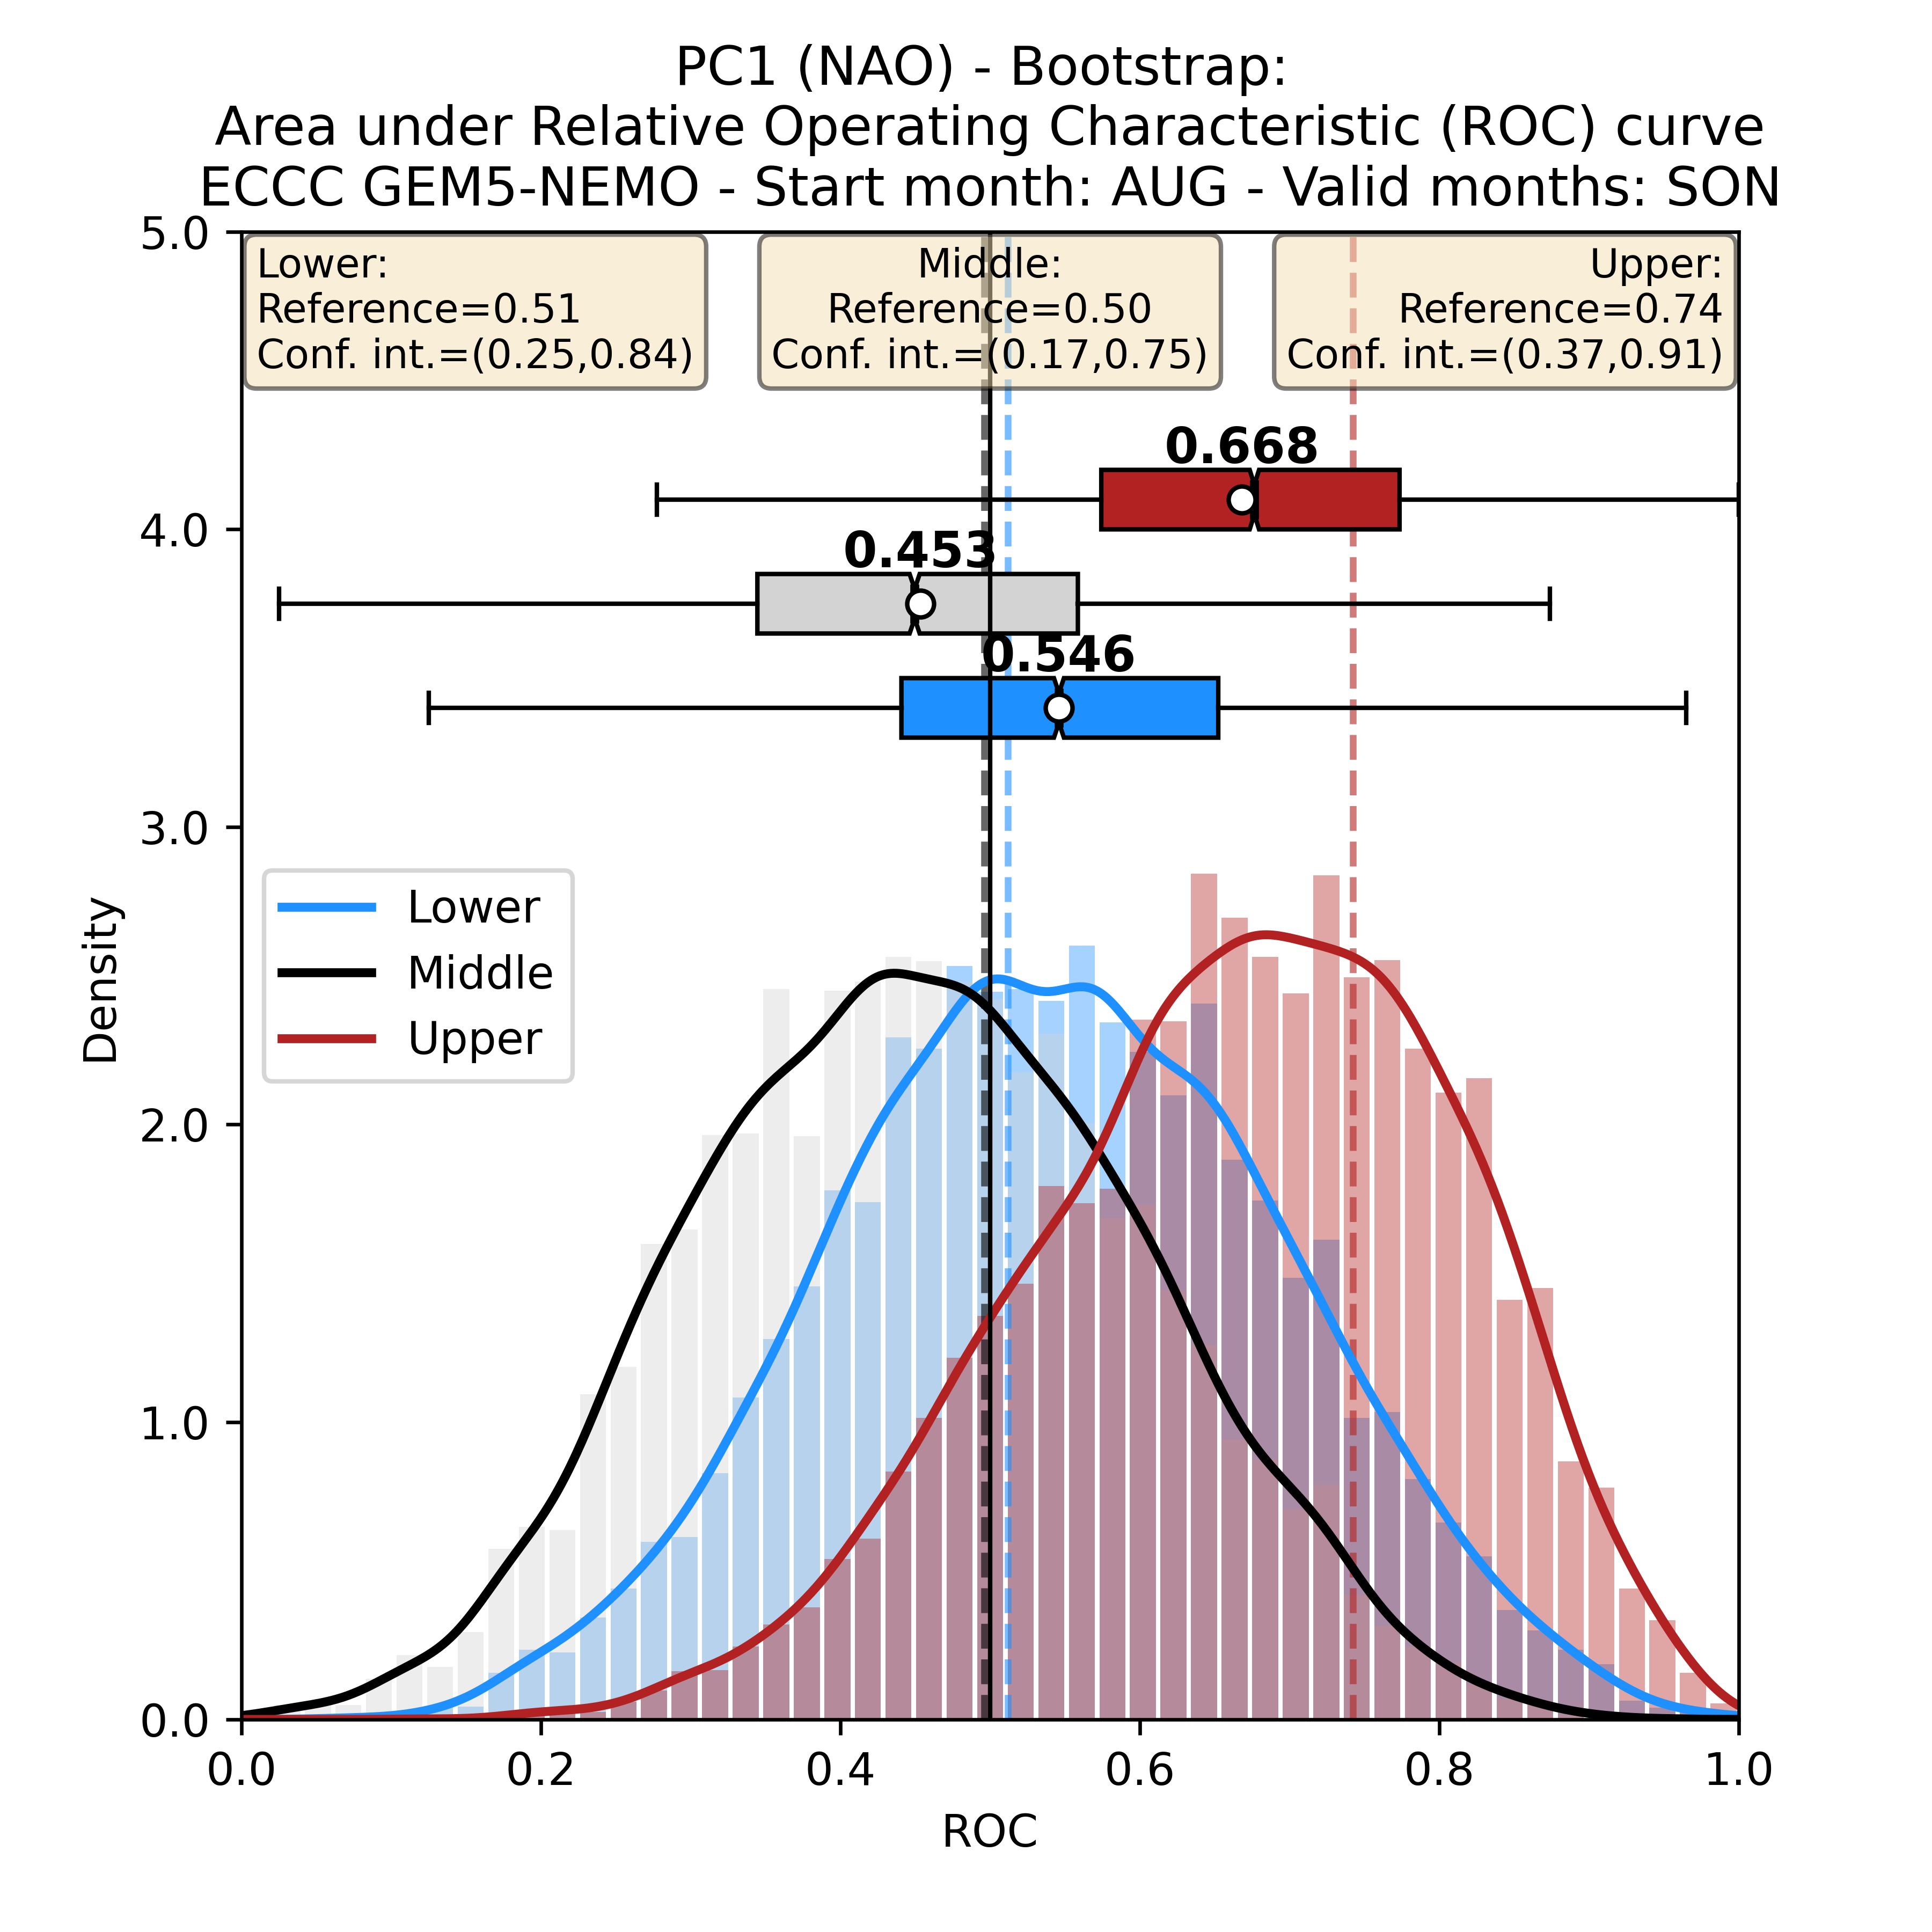 PC1 (NAO) - Bootstrap:
Area under Relative Operating Characteristic (ROC) curve
ECCC GEM5-NEMO - Start month: AUG - Valid months: SON
Lower:
Reference=0.51
Conf. int.=(0.25,0.84)
Middle:
Reference=0.50
Conf. int.=(0.17,0.75)
Upper:
Reference=0.74
Conf. int.=(0.37,0.91)
0.668
0.453
0.546
Lower
Middle
Upper
Density
5.0
4.0
3.0
2.0
1.0
0.0
0.0 0.2 0.4 0.6 0.8 1.0
ROC